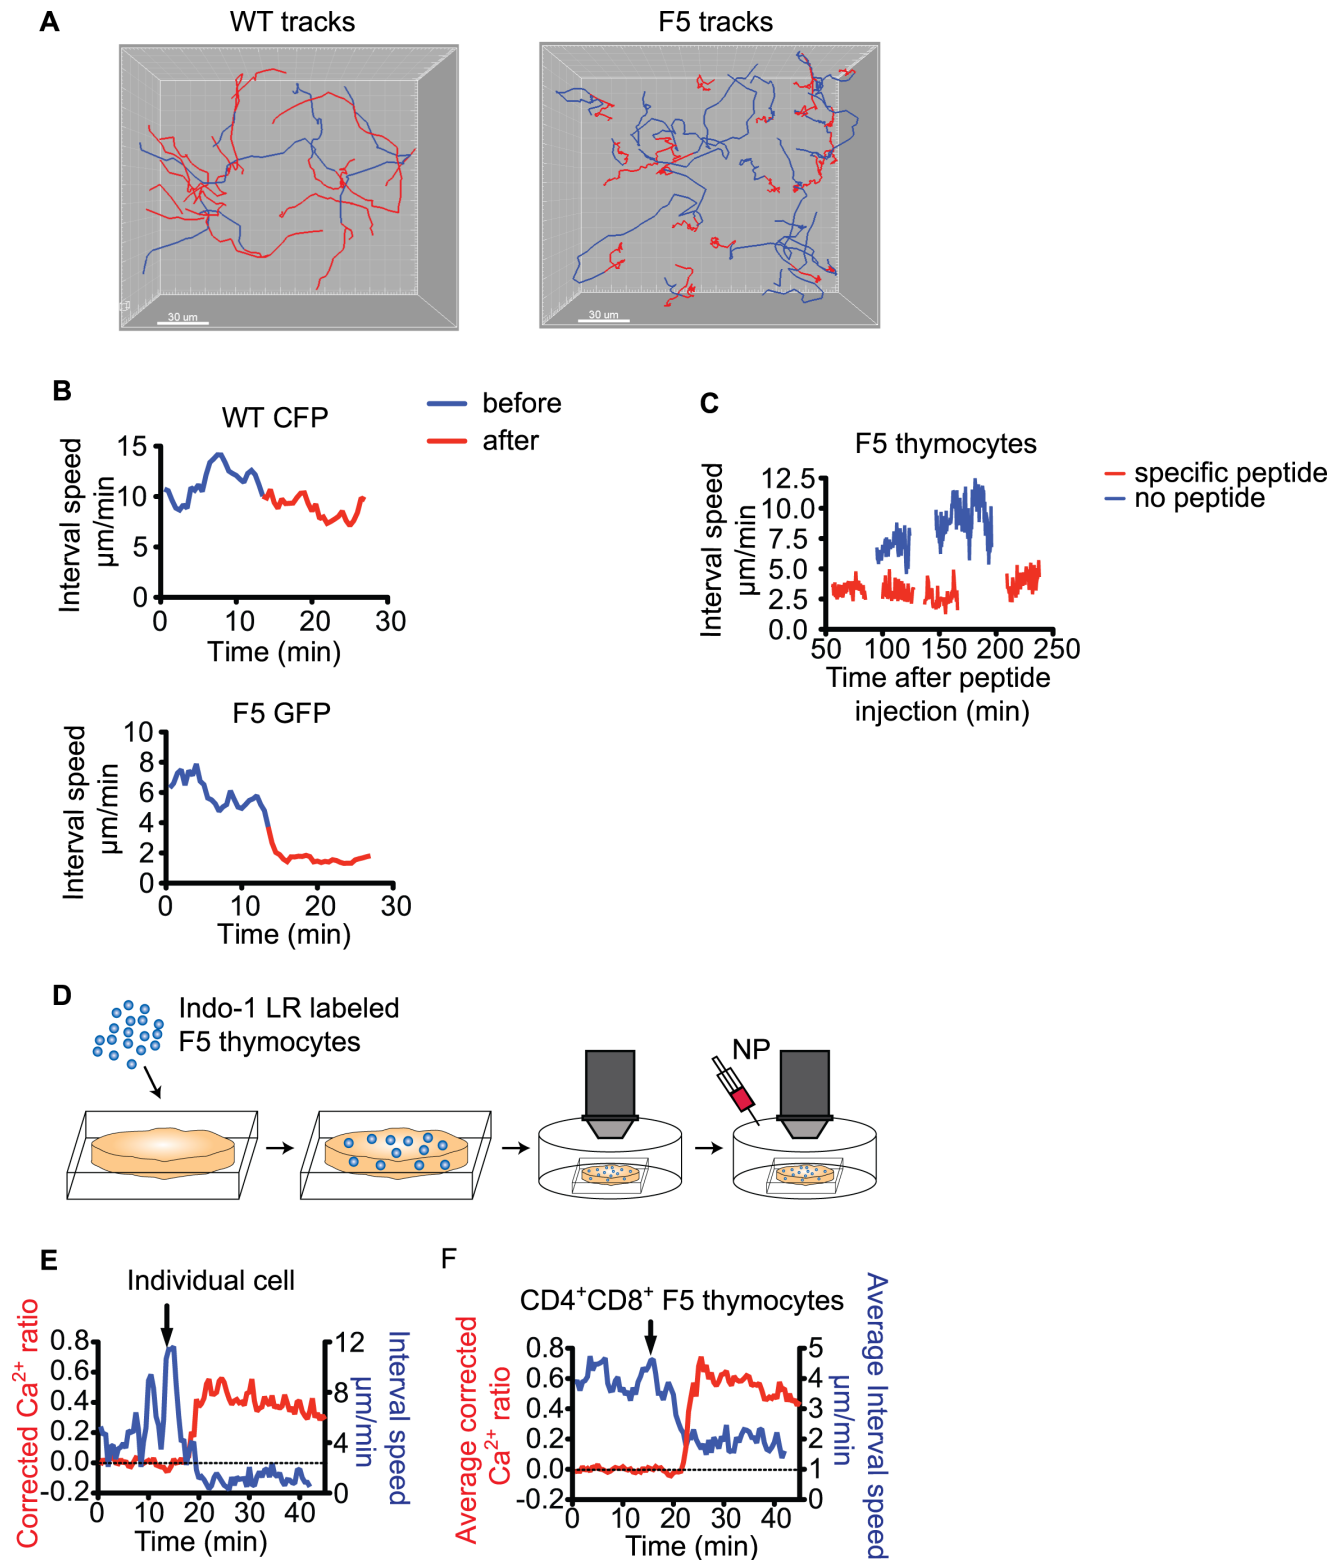 A
WT tracks
F5 tracks
30 um
30 um
B
WT CFP
before
after
Interval speed
µm/min
15
10
5
0
0 10 20 30
Time (min)
C
F5 thymocytes
specific peptide
no peptide
Interval speed
µm/min
12.5
10.0
7.5
5.0
2.5
0.0
50 100 150 200 250
Time after peptide
injection (min)
F5 GFP
Interval speed
µm/min
10
8
6
4
2
0
0 10 20 30
Time (min)
D
Indo-1 LR labeled
F5 thymocytes
NP
E
Individual cell
Corrected Ca2+ ratio
0.8
0.6
0.4
0.2
0.0
-0.2
12
8
4
0
Interval speed
µm/min
0 10 20 30 40
Time (min)
F
CD4+CD8+ F5 thymocytes
Average corrected
Ca2+ ratio
0.8
0.6
0.4
0.2
0.0
-0.2
5
4
3
2
1
0
Average Interval speed
µm/min
0 10 20 30 40
Time (min)